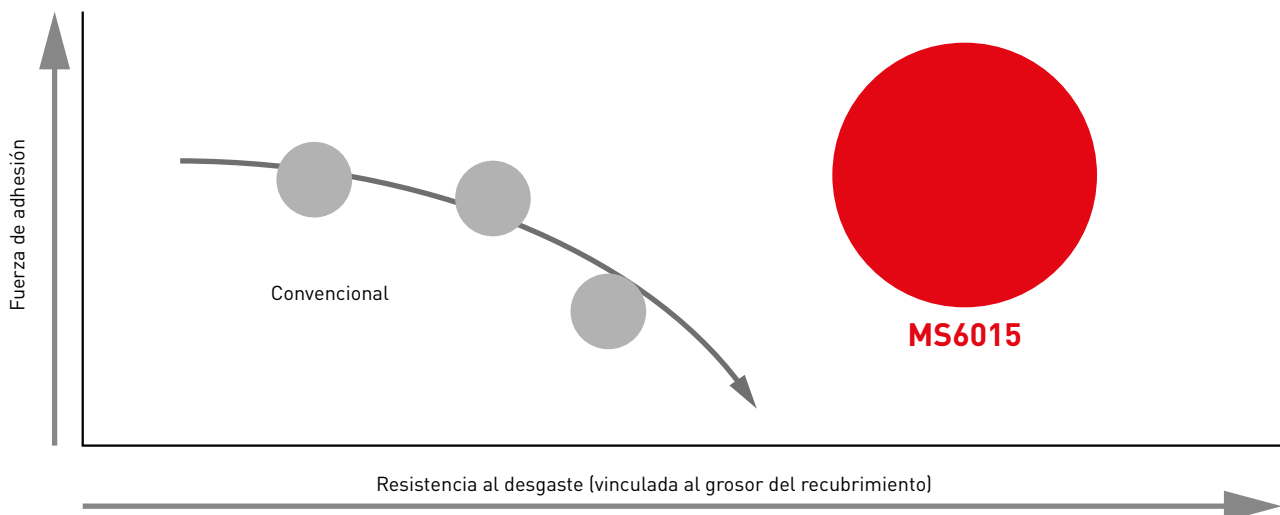 Fuerza de adhesión
Convencional
MS6015
Resistencia al desgaste (vinculada al grosor del recubrimiento)